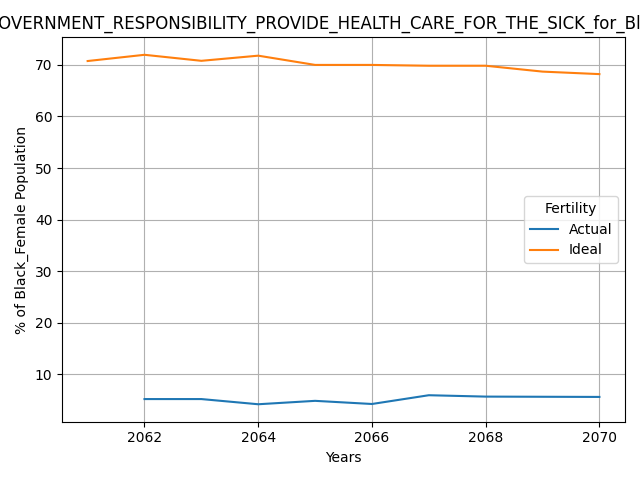 OVERNMENT_RESPONSIBILITY_PROVIDE_HEALTH_CARE_FOR_THE_SICK_for_Bl
% of Black_Female Population
70
60
50
40
30
20
10
Fertility
Actual
Ideal
2062 2064 2066 2068 2070
Years